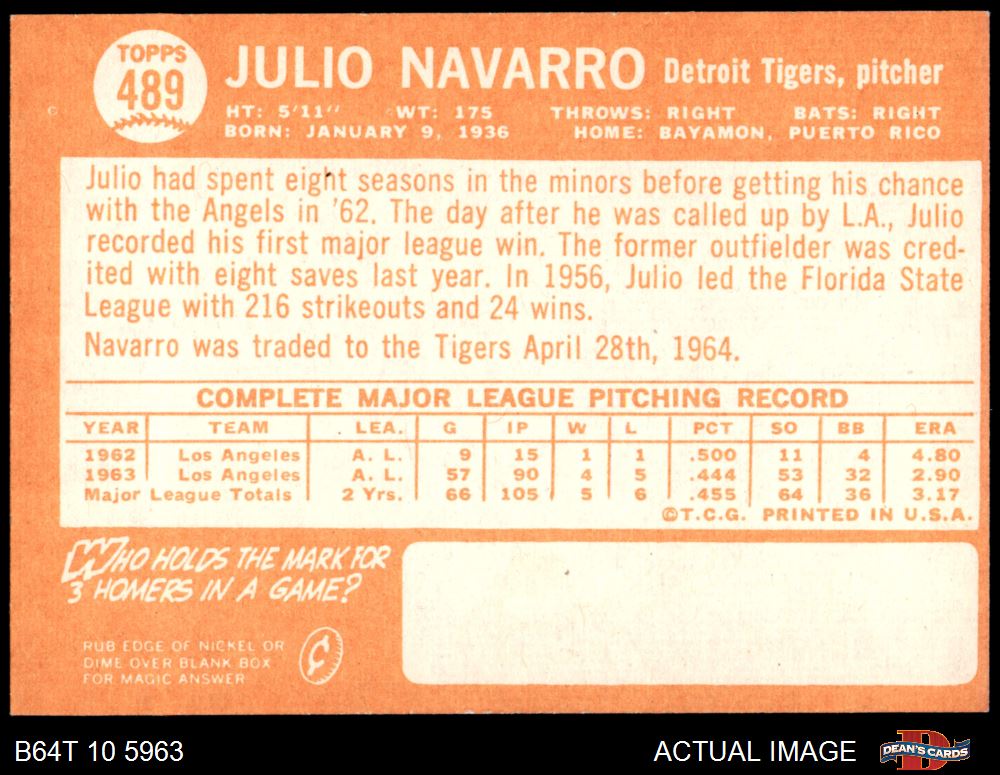 TOPPS
489
JULIO NAVARRO Detroit Tigers, pitcher
HT: 5'11" WT: 175 THROWS: RIGHT BATS: RIGHT
BORN: JANUARY 9, 1936 HOME: BAYAMON, PUERTO RICO
Julio had spent eight seasons in the minors before getting his chance
with the Angels in '62. The day after he was called up by L.A., Julio
recorded his first major league win. The former outfielder was cred-
ited with eight saves last year. In 1956, Julio led the Florida State
League with 216 strikeouts and 24 wins.
Navarro was traded to the Tigers April 28th, 1964.
COMPLETE MAJOR LEAGUE PITCHING RECORD
YEAR TEAM LEA. G IP W L PCT SO BB ERA
1962 Los Angeles A. L. 9 15 1 1 .500 11 4 4.80
1963 Los Angeles A. L. 57 90 4 5 .444 53 32 2.90
Major League Totals 2 Yrs. 66 105 5 6 .455 64 36 3.17
©T.C.G. PRINTED IN U.S.A.
WHO HOLDS THE MARK FOR
3 HOMERS IN A GAME?
RUB EDGE OF NICKEL OR
DIME OVER BLANK BOX
FOR MAGIC ANSWER
¢
B64T 10 5963 ACTUAL IMAGE D DEAN'S CARDS